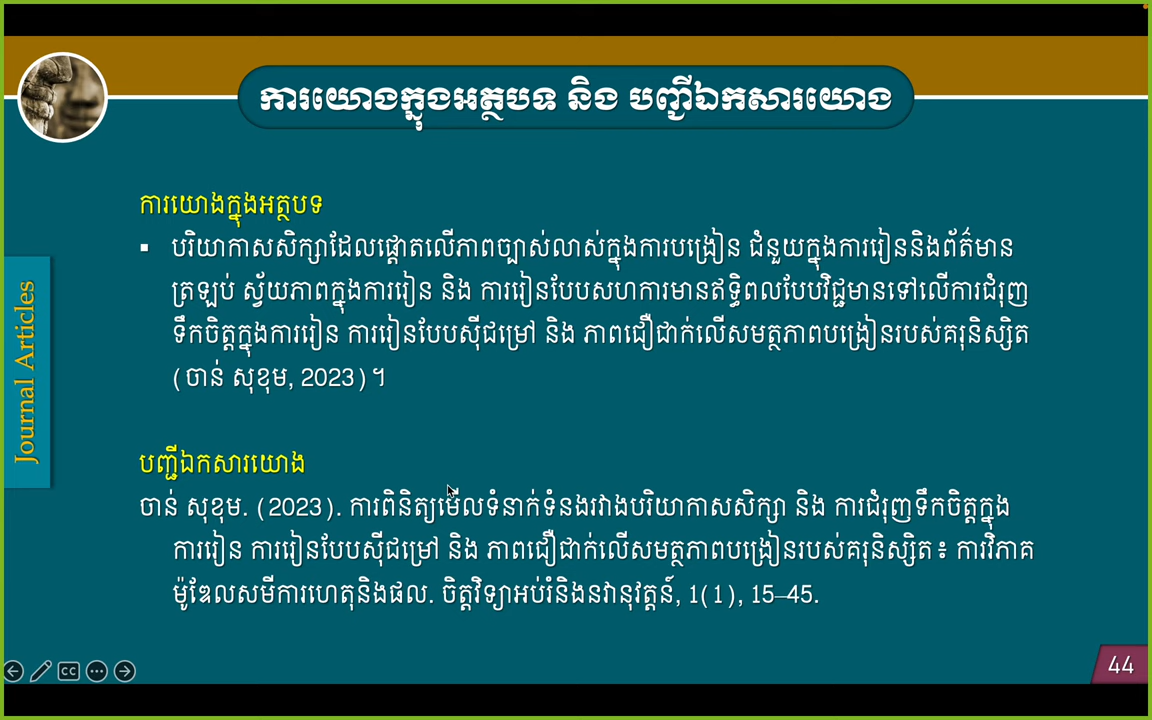 ការយោងក្នុងអត្ថបទ និង បញ្ជីឯកសារយោង
ការយោងក្នុងអត្ថបទ
▪ បរិយាកាសសិក្សាដែលផ្តោតលើភាពច្បាស់លាស់ក្នុងការបង្រៀន ជំនួយក្នុងការរៀននិងព័ត៌មាន
ត្រឡប់ ស្វ័យភាពក្នុងការរៀន និង ការរៀនបែបសហការមានឥទ្ធិពលបែបវិជ្ជមានទៅលើការជំរុញ
ទឹកចិត្តក្នុងការរៀន ការរៀនបែបស៊ីជម្រៅ និង ភាពជឿជាក់លើសមត្ថភាពបង្រៀនរបស់គរុនិស្សិត
(ចាន់ សុខុម, 2023)។
Journal Articles
បញ្ជីឯកសារយោង
ចាន់ សុខុម. (2023). ការពិនិត្យមើលទំនាក់ទំនងរវាងបរិយាកាសសិក្សា និង ការជំរុញទឹកចិត្តក្នុង
ការរៀន ការរៀនបែបស៊ីជម្រៅ និង ភាពជឿជាក់លើសមត្ថភាពបង្រៀនរបស់គរុនិស្សិត៖ ការវិភាគ
ម៉ូឌែលសមីការហេតុនិងផល. ចិត្តវិទ្យាអប់រំនិងនវានុវត្តន៍, 1(1), 15–45.
CC
44